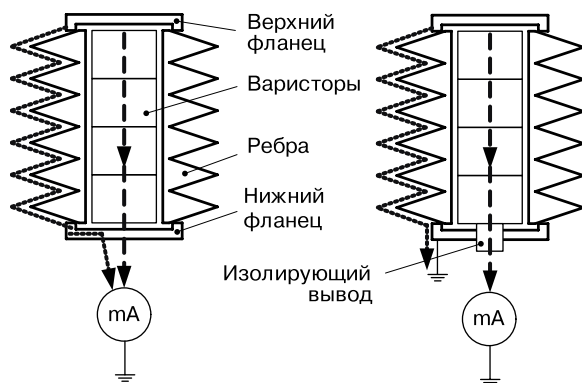 Верхний
фланец
Варисторы
Ребра
Нижний
фланец
Изолирующий
вывод
mA
mA